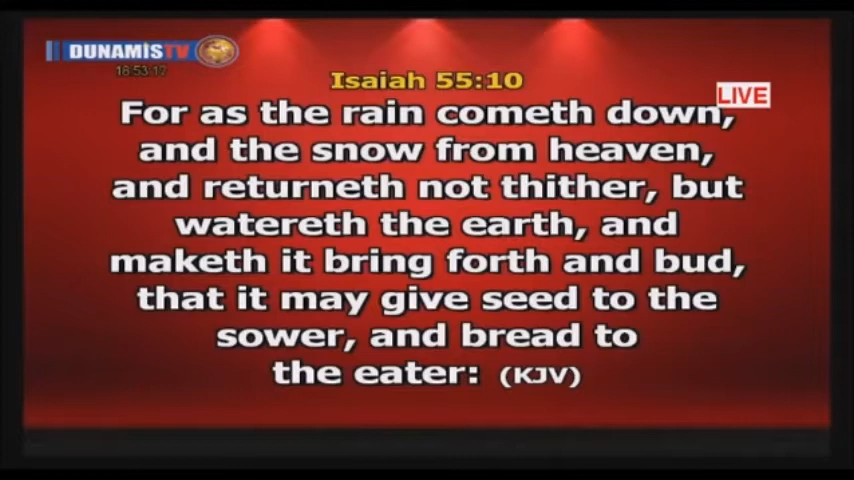 DUNAMIS TV
18:53:12
Isaiah 55:10
LIVE
For as the rain cometh down,
and the snow from heaven,
and returneth not thither, but
watereth the earth, and
maketh it bring forth and bud,
that it may give seed to the
sower, and bread to
the eater: (KJV)